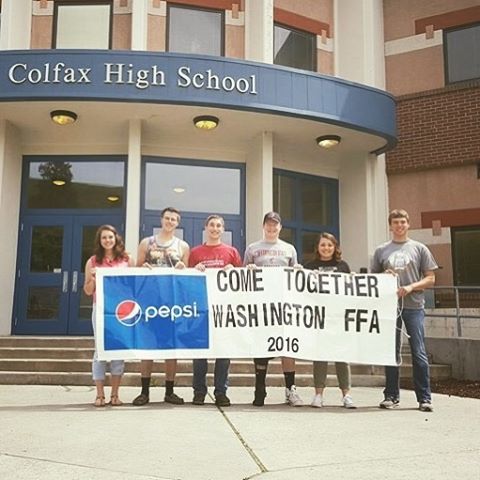 Colfax High School
pepsi.
COME TOGETHER
WASHINGTON FFA
2016